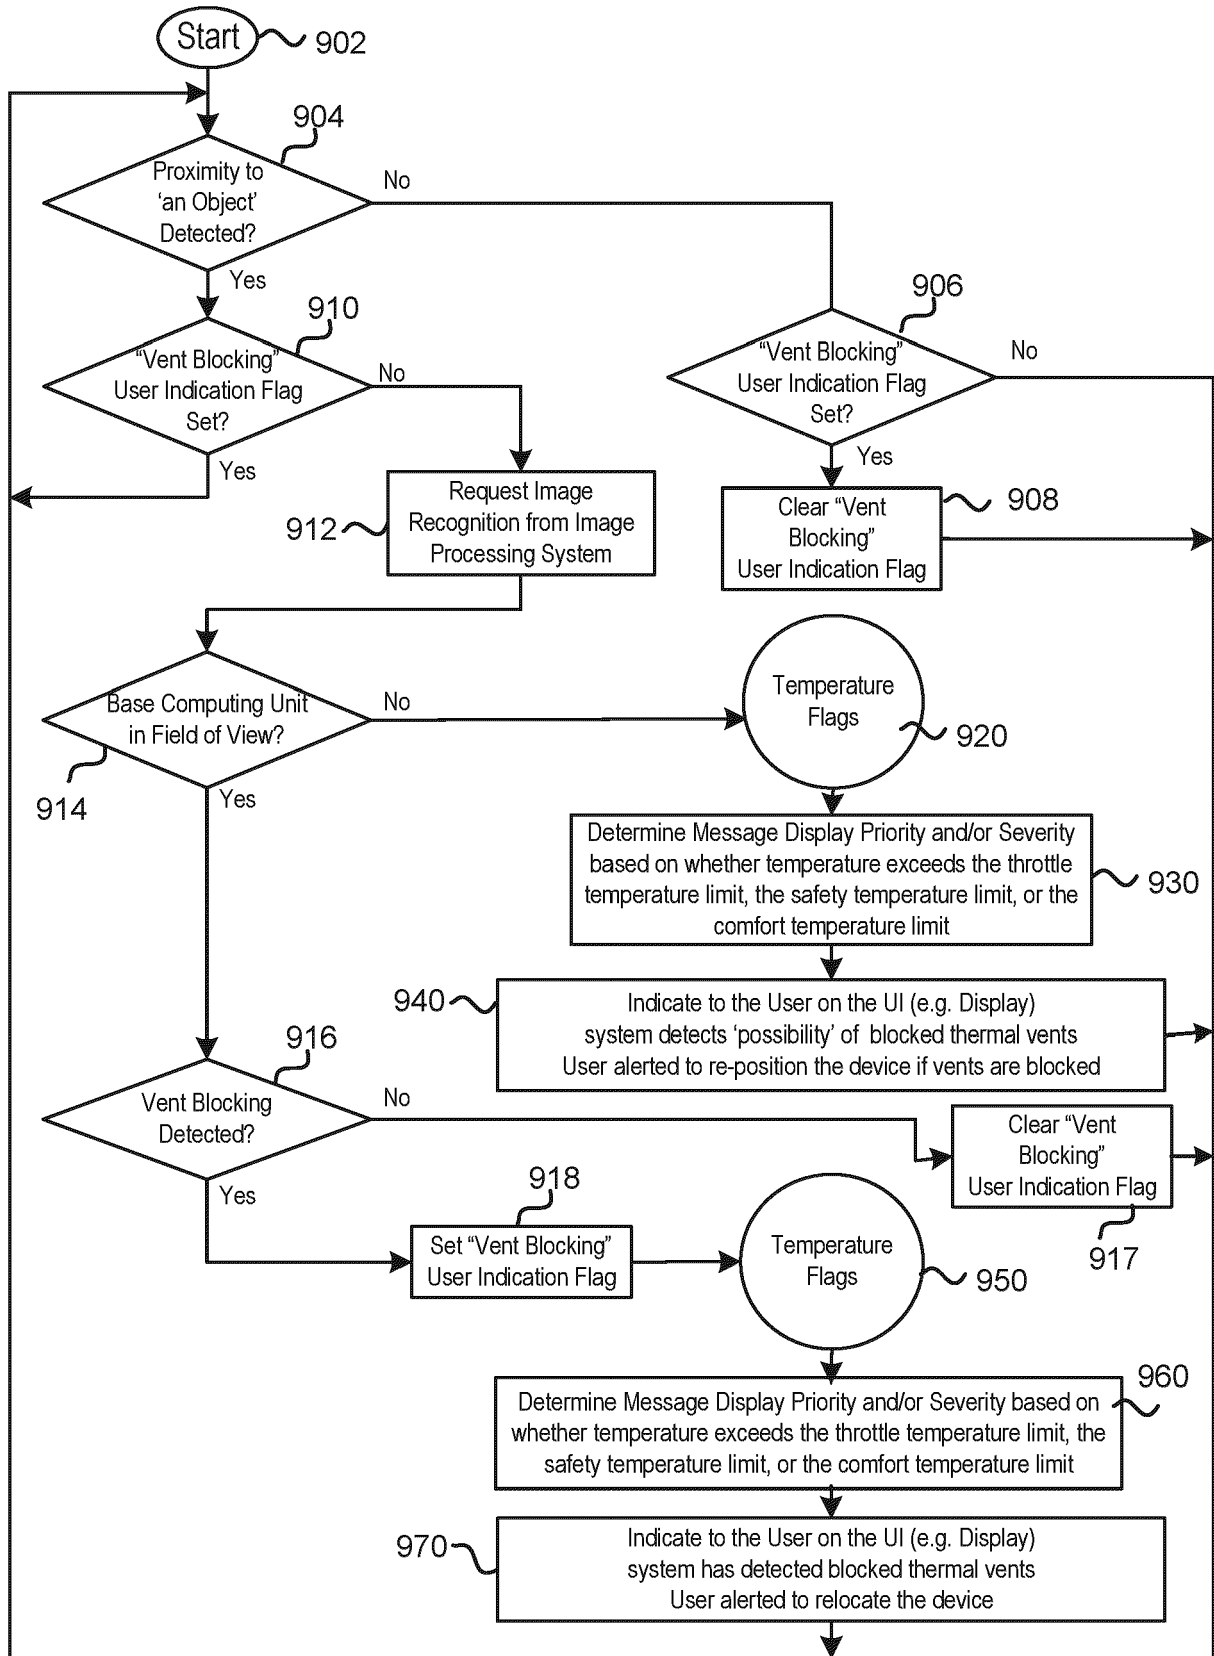 Start
902
904
Proximity to
'an Object'
Detected?
No
Yes
910
"Vent Blocking"
User Indication Flag
Set?
No
Yes
906
"Vent Blocking"
User Indication Flag
Set?
No
Yes
912
Request Image
Recognition from Image
Processing System
908
Clear "Vent
Blocking"
User Indication Flag
Base Computing Unit
in Field of View?
No
914
Yes
Temperature
Flags
920
Determine Message Display Priority and/or Severity
based on whether temperature exceeds the throttle
temperature limit, the safety temperature limit, or the
comfort temperature limit
930
940
Indicate to the User on the UI (e.g. Display)
system detects 'possibility' of blocked thermal vents
User alerted to re-position the device if vents are blocked
916
Vent Blocking
Detected?
No
Yes
Clear "Vent
Blocking"
User Indication Flag
917
918
Set "Vent Blocking"
User Indication Flag
Temperature
Flags
950
960
Determine Message Display Priority and/or Severity based on
whether temperature exceeds the throttle temperature limit, the
safety temperature limit, or the comfort temperature limit
970
Indicate to the User on the UI (e.g. Display)
system has detected blocked thermal vents
User alerted to relocate the device